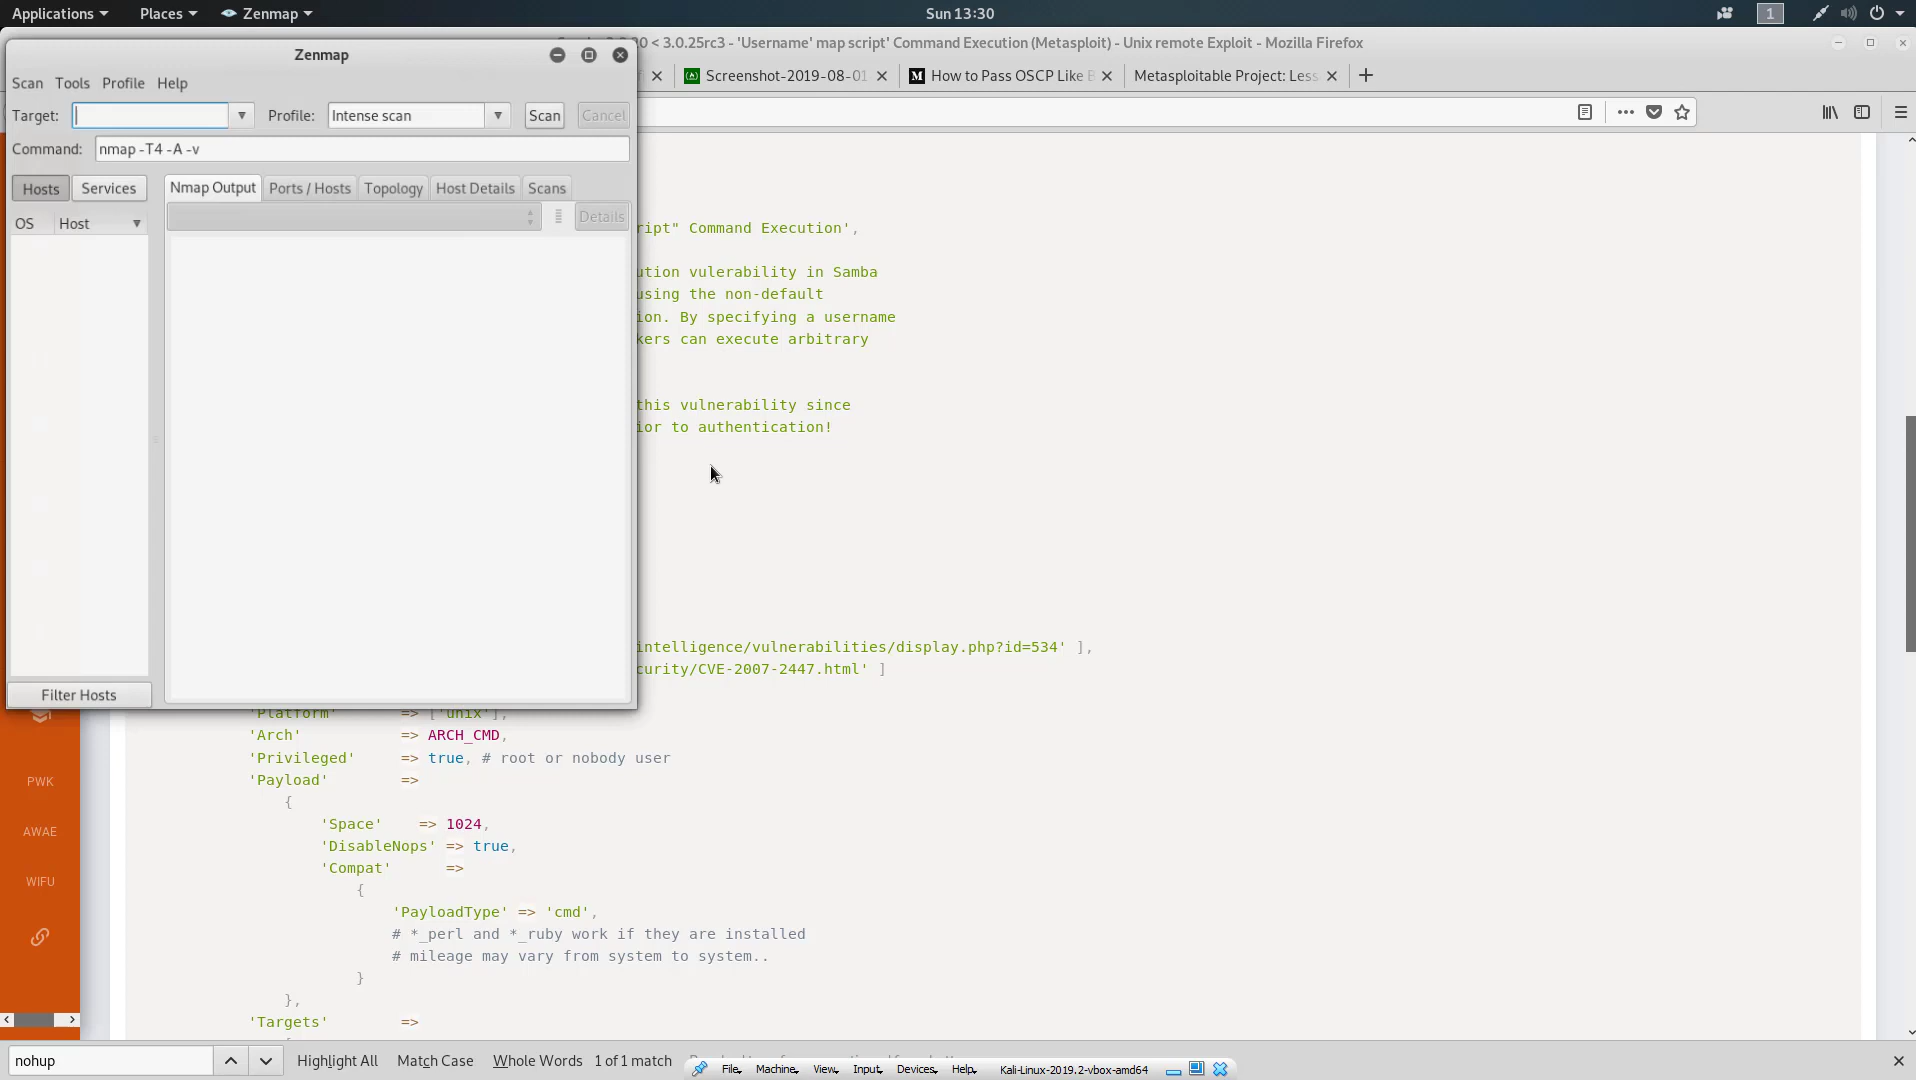 Applications Places Zenmap Sun 13:30 1
< 3.0.25rc3 - 'Username' map script' Command Execution (Metasploit) - Unix remote Exploit - Mozilla Firefox
Zenmap
Screenshot-2019-08-01 How to Pass OSCP Like B Metasploitable Project: Less
Scan Tools Profile Help
Target: Profile: Intense scan Scan Cancel
Command: nmap -T4 -A -v
Hosts Services Nmap Output Ports / Hosts Topology Host Details Scans
Details
OS Host
ript" Command Execution',
ution vulerability in Samba
using the non-default
ion. By specifying a username
kers can execute arbitrary
this vulnerability since
ior to authentication!
intelligence/vulnerabilities/display.php?id=534' ],
curity/CVE-2007-2447.html' ]
Filter Hosts
'Platform' => ['unix'],
'Arch' => ARCH_CMD,
'Privileged' => true, # root or nobody user
'Payload' =>
{
'Space' => 1024,
'DisableNops' => true,
'Compat' =>
{
'PayloadType' => 'cmd',
# *_perl and *_ruby work if they are installed
# mileage may vary from system to system..
}
},
'Targets' =>
PWK
AWAE
WIFU
nohup Highlight All Match Case Whole Words 1 of 1 match
File Machine View Input Devices Help Kali-Linux-2019.2-vbox-amd64